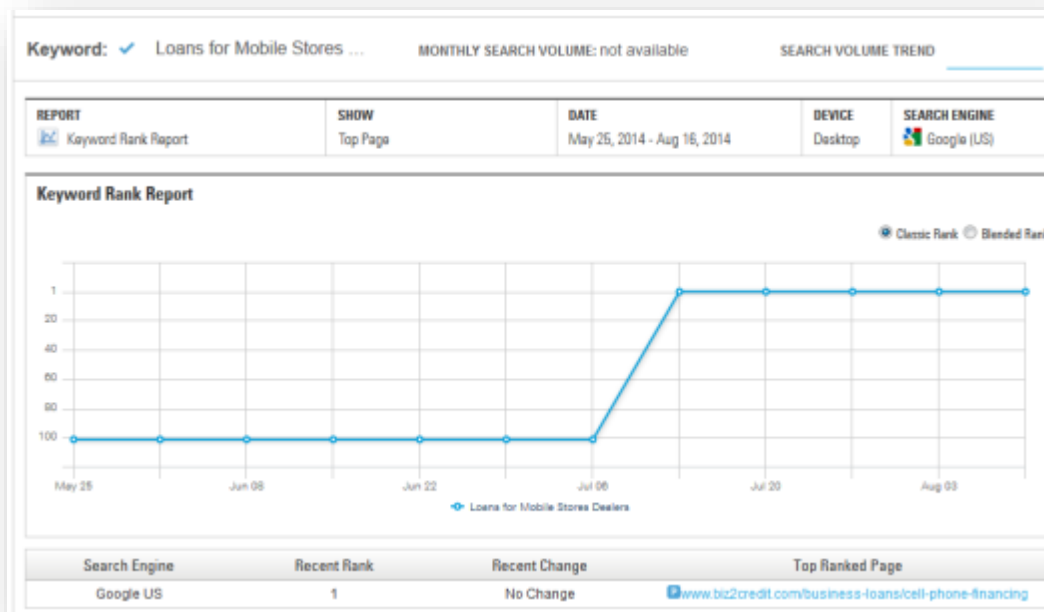 Keyword: Loans for Mobile Stores ... MONTHLY SEARCH VOLUME: not available SEARCH VOLUME TREND
REPORT SHOW DATE DEVICE SEARCH ENGINE
Keyword Rank Report Top Page May 25, 2014 - Aug 16, 2014 Desktop Google (US)
Keyword Rank Report
Classic Rank Blended Rank
1
20
40
60
80
100
May 25 Jun 08 Jun 22 Jul 06 Jul 20 Aug 03
Loans for Mobile Stores Dealers
Search Engine Recent Rank Recent Change Top Ranked Page
Google US 1 No Change www.biz2credit.com/business-loans/cell-phone-financing